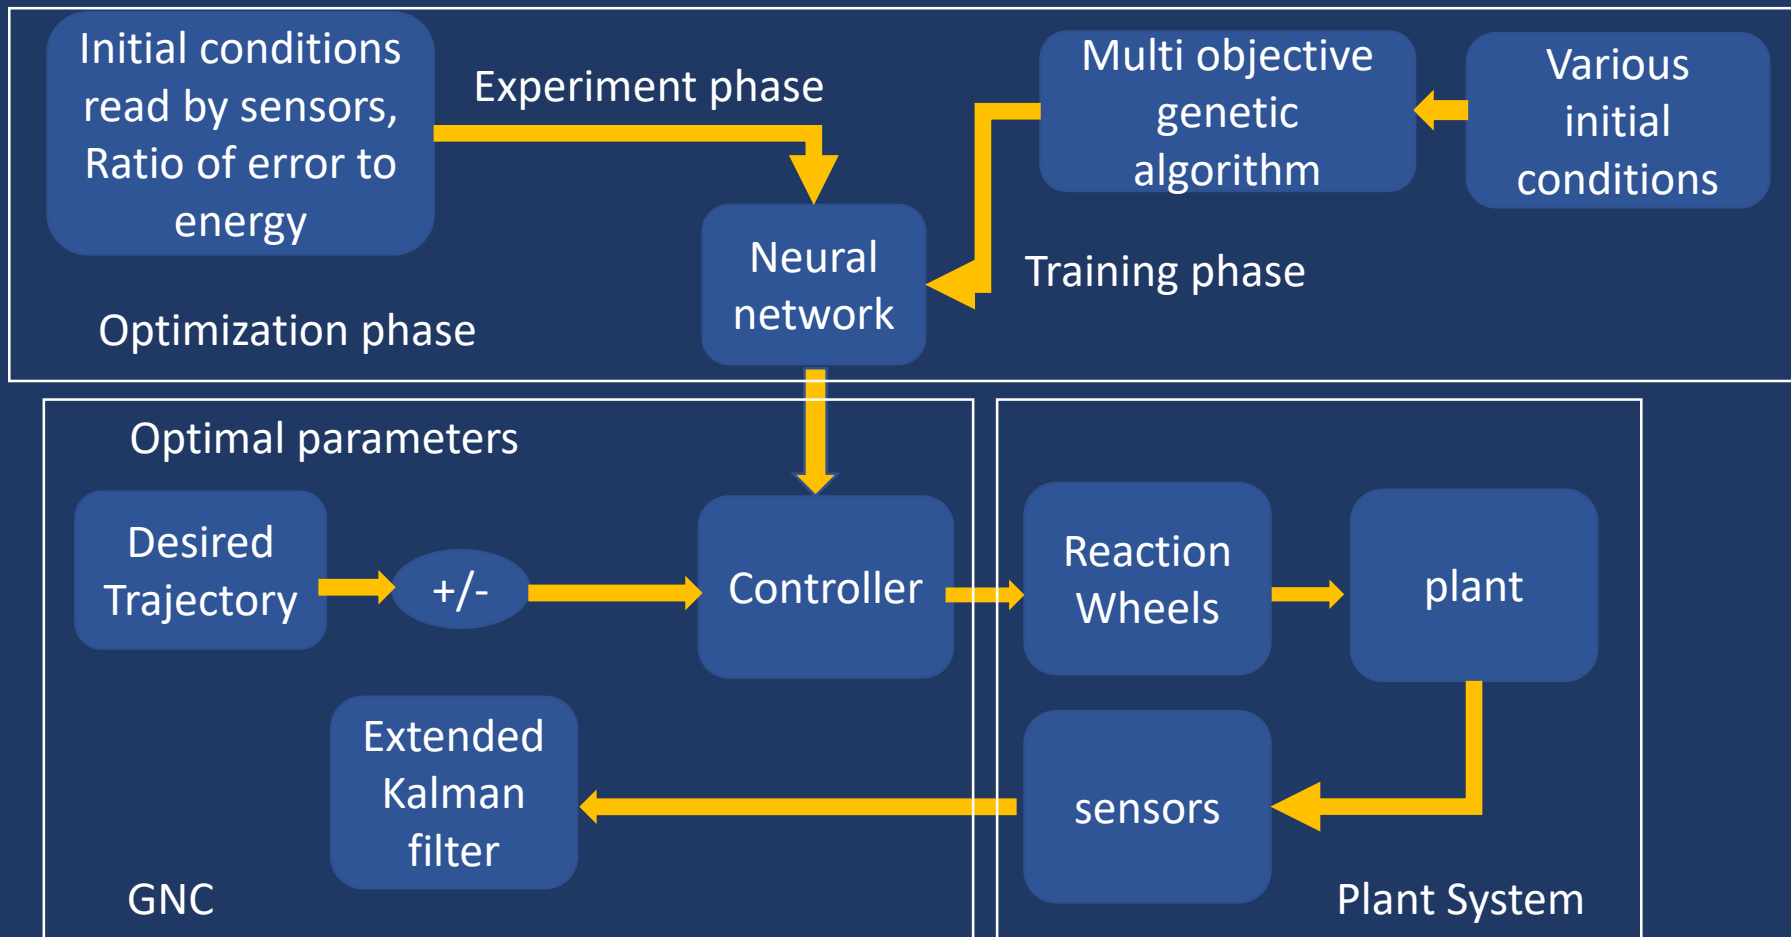 Initial conditions
read by sensors,
Ratio of error to
energy
Experiment phase
Multi objective
genetic
algorithm
Various
initial
conditions
Neural
network
Training phase
Optimization phase
Optimal parameters
Desired
Trajectory
+/-
Controller
Reaction
Wheels
plant
Extended
Kalman
filter
sensors
GNC
Plant System